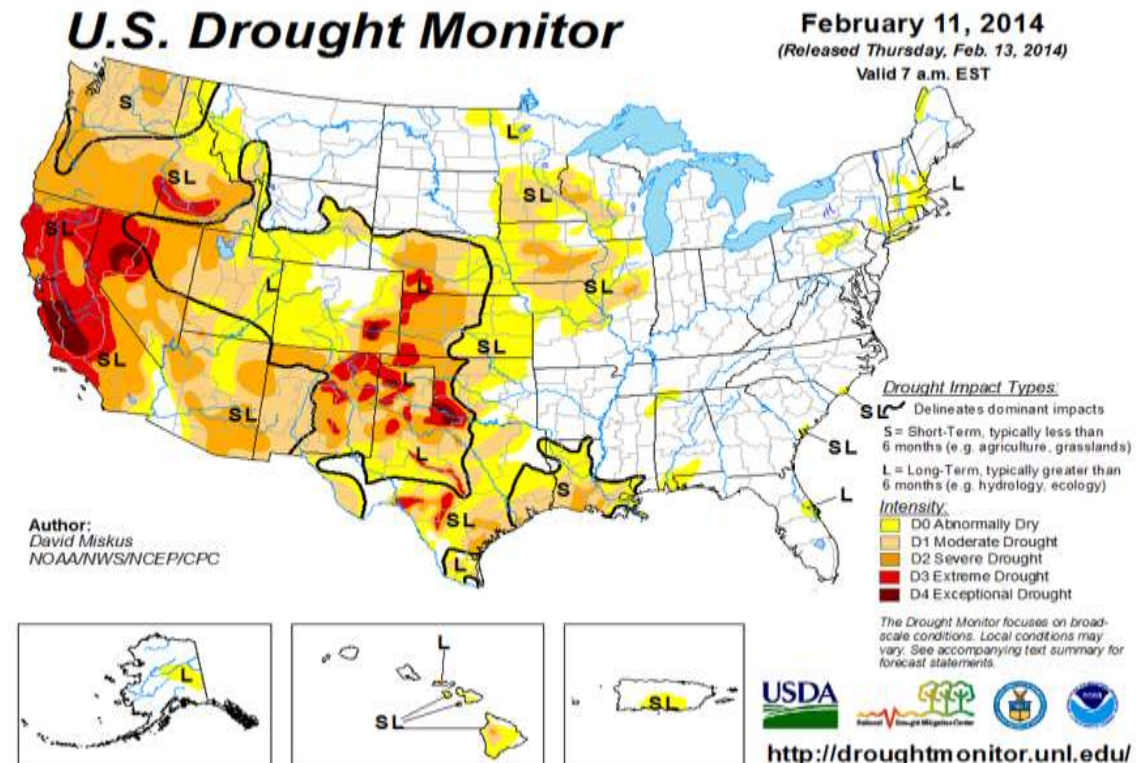 U.S. Drought Monitor
February 11, 2014
(Released Thursday, Feb. 13, 2014)
Valid 7 a.m. EST
S
SL
L
SL
SL
L
L
SL
SL
SL
L
SL
L
L
SL
S
L
L
SL
SL
L
Drought Impact Types:
Delineates dominant impacts
S = Short-Term, typically less than
6 months (e.g. agriculture, grasslands)
L = Long-Term, typically greater than
6 months (e.g. hydrology, ecology)
Intensity:
D0 Abnormally Dry
D1 Moderate Drought
D2 Severe Drought
D3 Extreme Drought
D4 Exceptional Drought
Author:
David Miskus
NOAA/NWS/NCEP/CPC
The Drought Monitor focuses on broad-
scale conditions. Local conditions may
vary. See accompanying text summary for
forecast statements.
L
L
SL
SL
USDA
National Drought Mitigation Center
http://droughtmonitor.unl.edu/